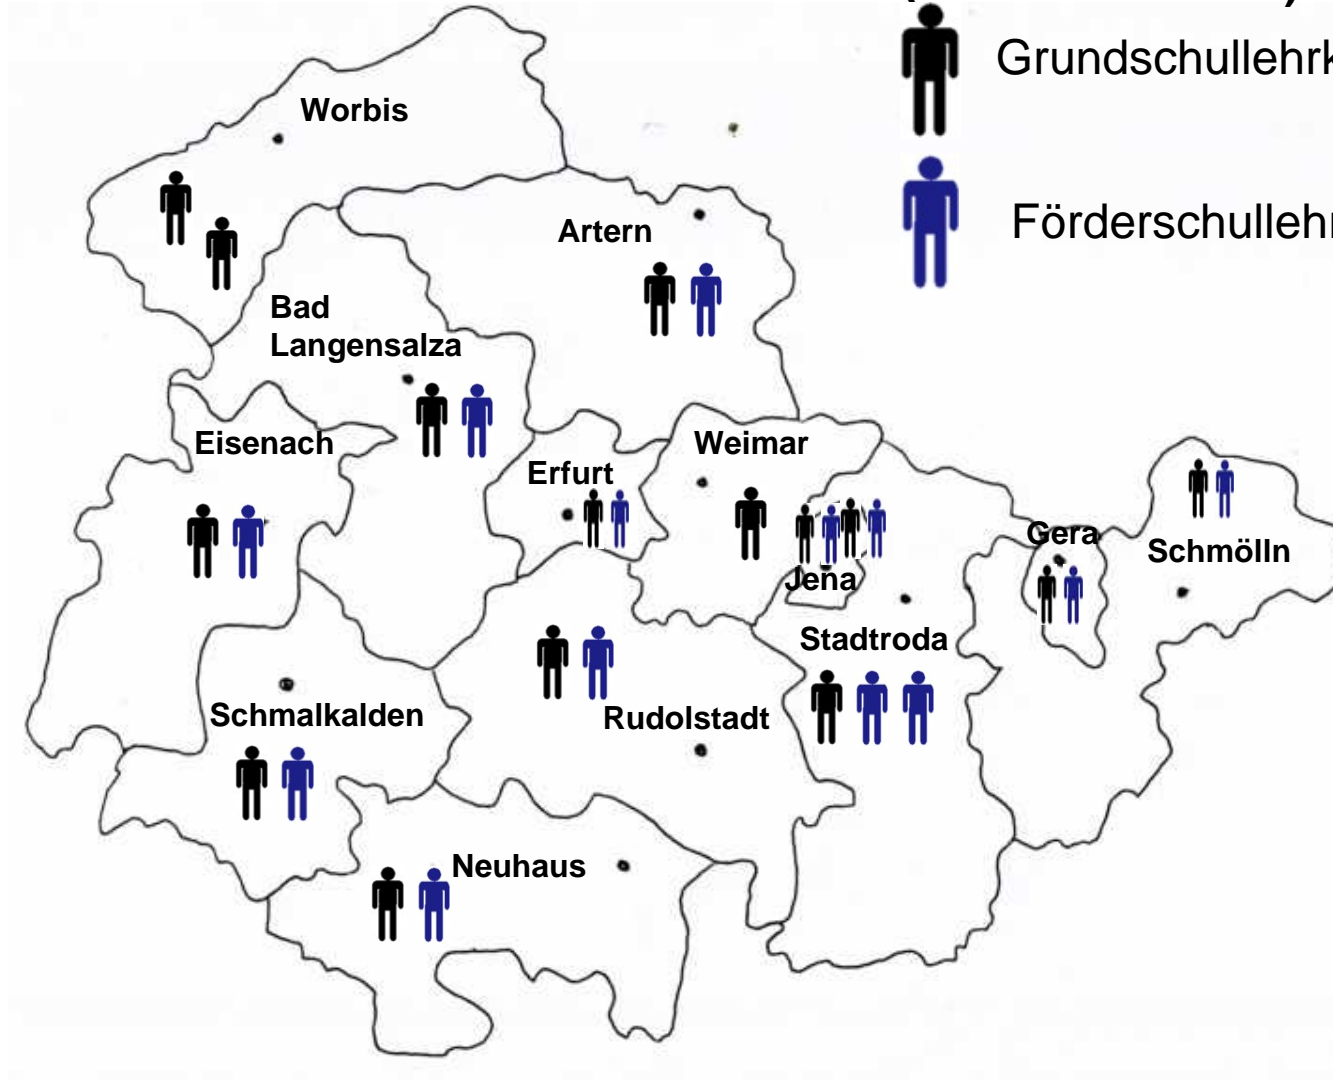 Grundschullehrk
Förderschullehr
Worbis
Artern
Bad
Langensalza
Eisenach
Erfurt
Weimar
Jena
Gera
Schmölln
Stadtroda
Schmalkalden
Rudolstadt
Neuhaus